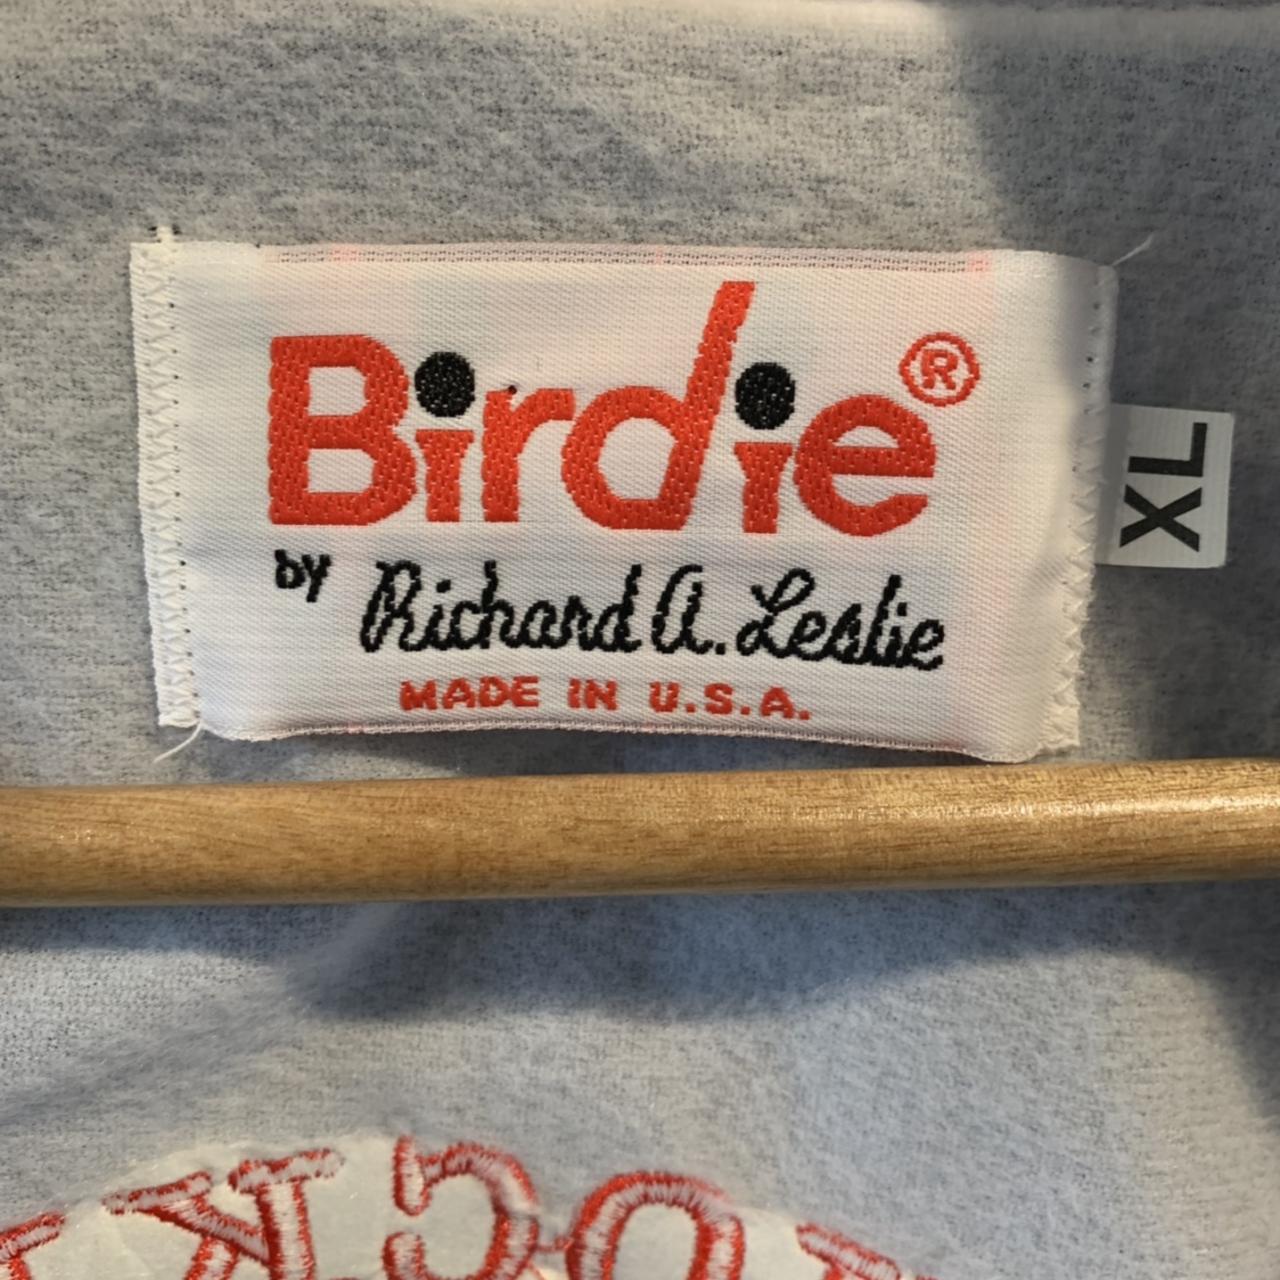 Birdie®
by Richard A. Leslie
MADE IN U.S.A.
XL